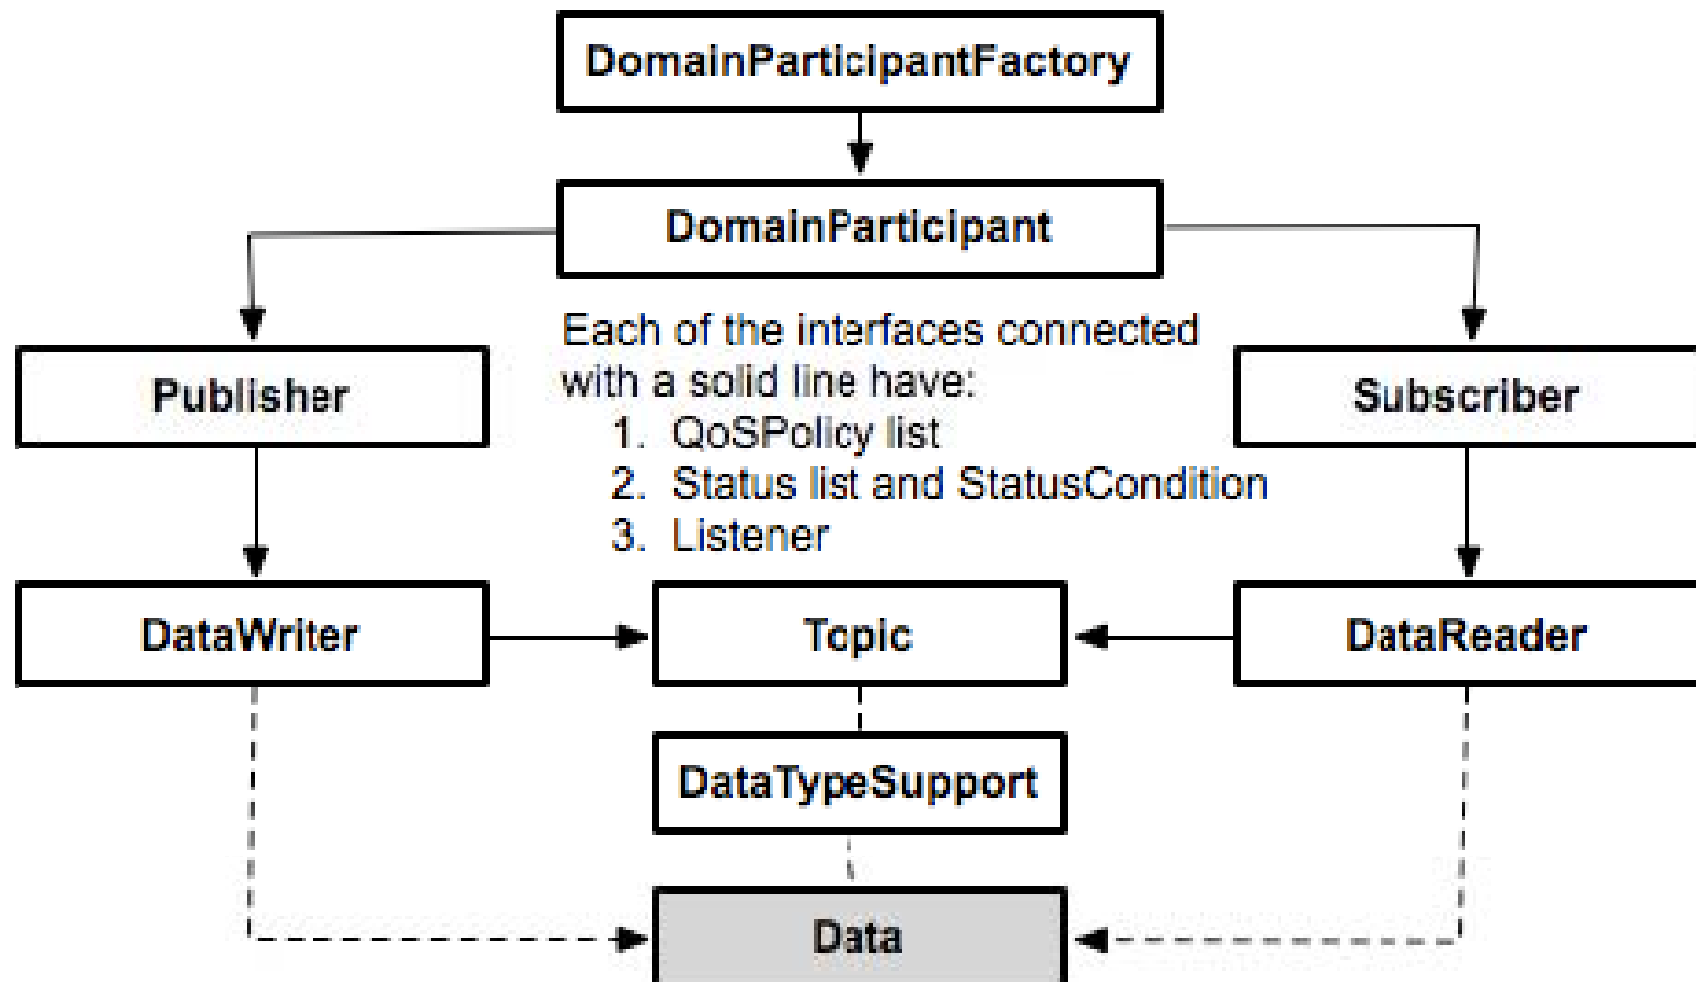 DomainParticipantFactory
DomainParticipant
Each of the interfaces connected
with a solid line have:
1. QoSPolicy list
2. Status list and StatusCondition
3. Listener
Publisher
Subscriber
DataWriter
Topic
DataReader
DataTypeSupport
Data